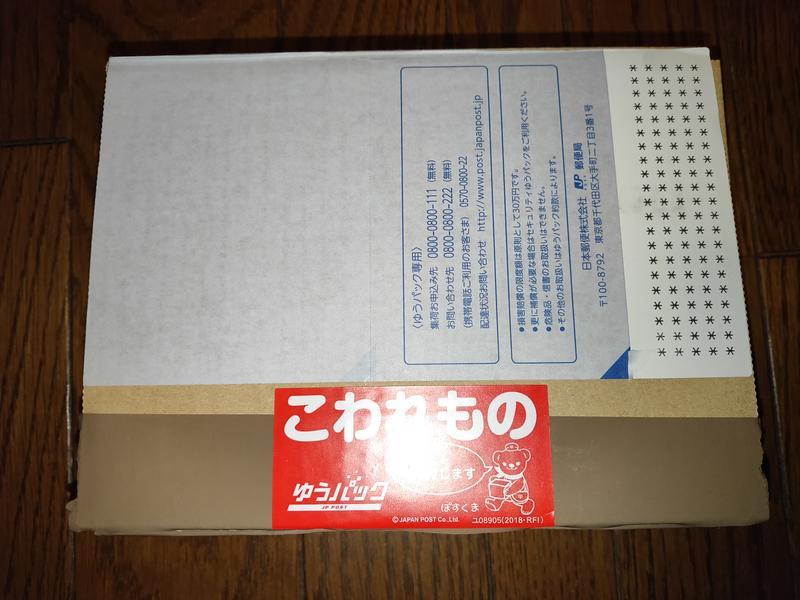 〈ゆうパック専用〉
集荷お申込み先 0800-0800-111 (無料)
お問い合わせ先 0800-0800-222 (無料)
(携帯電話ご利用のお客さま) 0570-0800-22
配達状況お問い合わせ http://www.post.japanpost.jp
●損害賠償の限度額は原則として30万円です。
●更に補償が必要な場合はセキュリティゆうパックをご利用ください。
●危険品・信書のお取扱いはできません。
●その他のお取扱いはゆうパック約款によります。
日本郵便株式会社 JP 郵便局
〒100-8792 東京都千代田区大手町二丁目3番1号
こわれもの
します
ゆうパック
JP POST
ぽすくま
©JAPAN POST Co.,Ltd. ユ08905(2018・RFI)